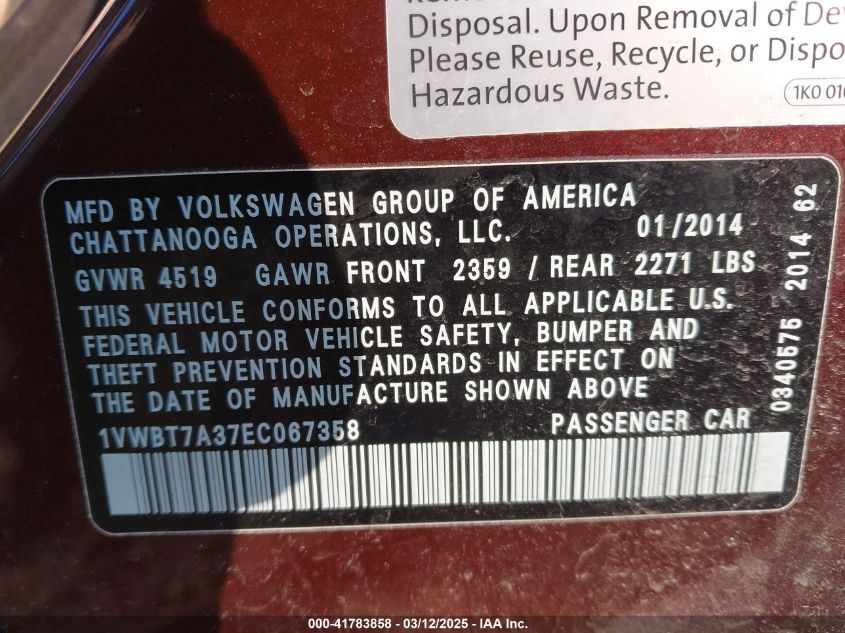 Disposal. Upon Removal of
Please Reuse, Recycle, or
Hazardous Waste.
1K0
MFD BY VOLKSWAGEN GROUP OF AMERICA
CHATTANOOGA OPERATIONS, LLC. 01/2014
GVWR 4519 GAWR FRONT 2359 / REAR 2271 LBS
THIS VEHICLE CONFORMS TO ALL APPLICABLE U.S.
FEDERAL MOTOR VEHICLE SAFETY, BUMPER AND
THEFT PREVENTION STANDARDS IN EFFECT ON
THE DATE OF MANUFACTURE SHOWN ABOVE
1VWBT7A37EC067358 PASSENGER CAR
0340575 2014 62
000-41783858 - 03/12/2025 - IAA Inc.